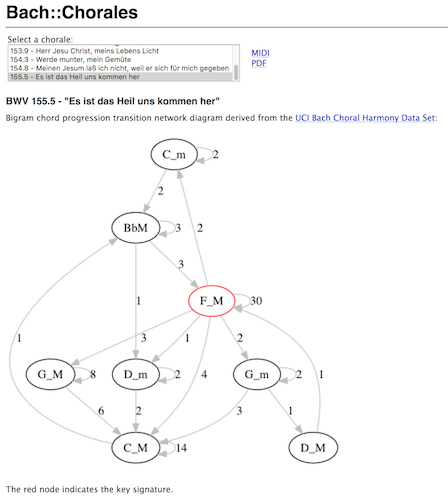 Bach::Chorales
Select a chorale:
153.9 - Herr Jesu Christ, meins Lebens Licht
154.3 - Werde munter, mein Gemüte
154.8 - Meinen Jesum laß ich nicht, weil er sich für mich gegeben
155.5 - Es ist das Heil uns kommen her
MIDI
PDF
BWV 155.5 - "Es ist das Heil uns kommen her"
Bigram chord progression transition network diagram derived from the UCI Bach Choral Harmony Data Set:
C_m 2
2
BbM 3 2
3
1
F_M 30
3 1 2
1 4 1
G_M 8 D_m 2 G_m 2
6 2 3 1
C_M 14 D_M
The red node indicates the key signature.